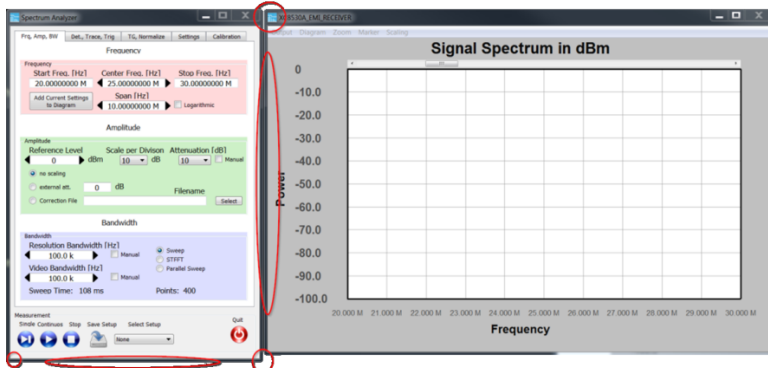 Spectrum Analyzer
Frq, Amp, BW Det., Trace, Trig TG, Normalize Settings Calibration
Frequency
Frequency
Start Freq. [Hz] Center Freq. [Hz] Stop Freq. [Hz]
20.00000000 M 25.00000000 M 30.00000000 M
Add Current Settings
to Diagram
Span [Hz]
10.00000000 M Logarithmic
Amplitude
Amplitude
Reference Level Scale per Divison Attenuation [dB]
0 dBm 10 dB 10 Manual
no scaling
external att. 0 dB
Filename
Correction File Select
Bandwidth
Bandwidth
Resolution Bandwidth [Hz]
100.0 k Manual
Video Bandwidth [Hz]
100.0 k Manual
Sweep
STFFT
Parallel Sweep
Sweep Time: 108 ms Points: 400
Measurement
Single Continuos Stop Save Setup Select Setup Quit
None
Output Diagram Zoom Marker Scaling
Signal Spectrum in dBm
0
-10.0
-20.0
-30.0
-40.0
-50.0
-60.0
-70.0
-80.0
-90.0
-100.0
Power
20.000 M 21.000 M 22.000 M 23.000 M 24.000 M 25.000 M 26.000 M 27.000 M 28.000 M 29.000 M 30.000 M
Frequency